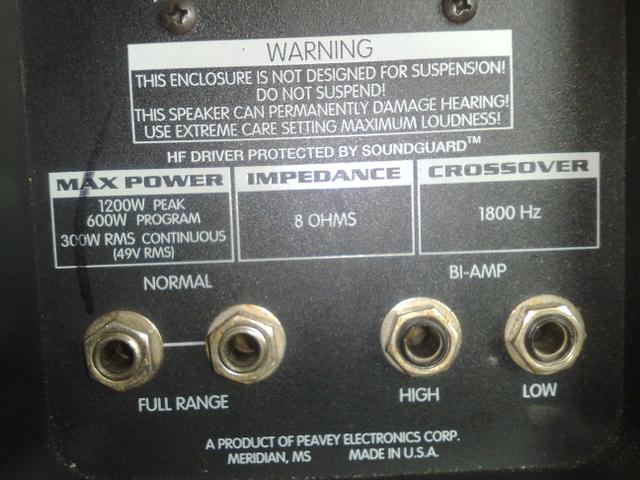 WARNING
THIS ENCLOSURE IS NOT DESIGNED FOR SUSPENSION!
DO NOT SUSPEND!
THIS SPEAKER CAN PERMANENTLY DAMAGE HEARING!
USE EXTREME CARE SETTING MAXIMUM LOUDNESS!
HF DRIVER PROTECTED BY SOUNDGUARD™
MAX POWER
1200W PEAK
600W PROGRAM
300W RMS CONTINUOUS
(49V RMS)
IMPEDANCE
8 OHMS
CROSSOVER
1800 Hz
NORMAL
BI-AMP
FULL RANGE
HIGH
LOW
A PRODUCT OF PEAVEY ELECTRONICS CORP.
MERIDIAN, MS MADE IN U.S.A.